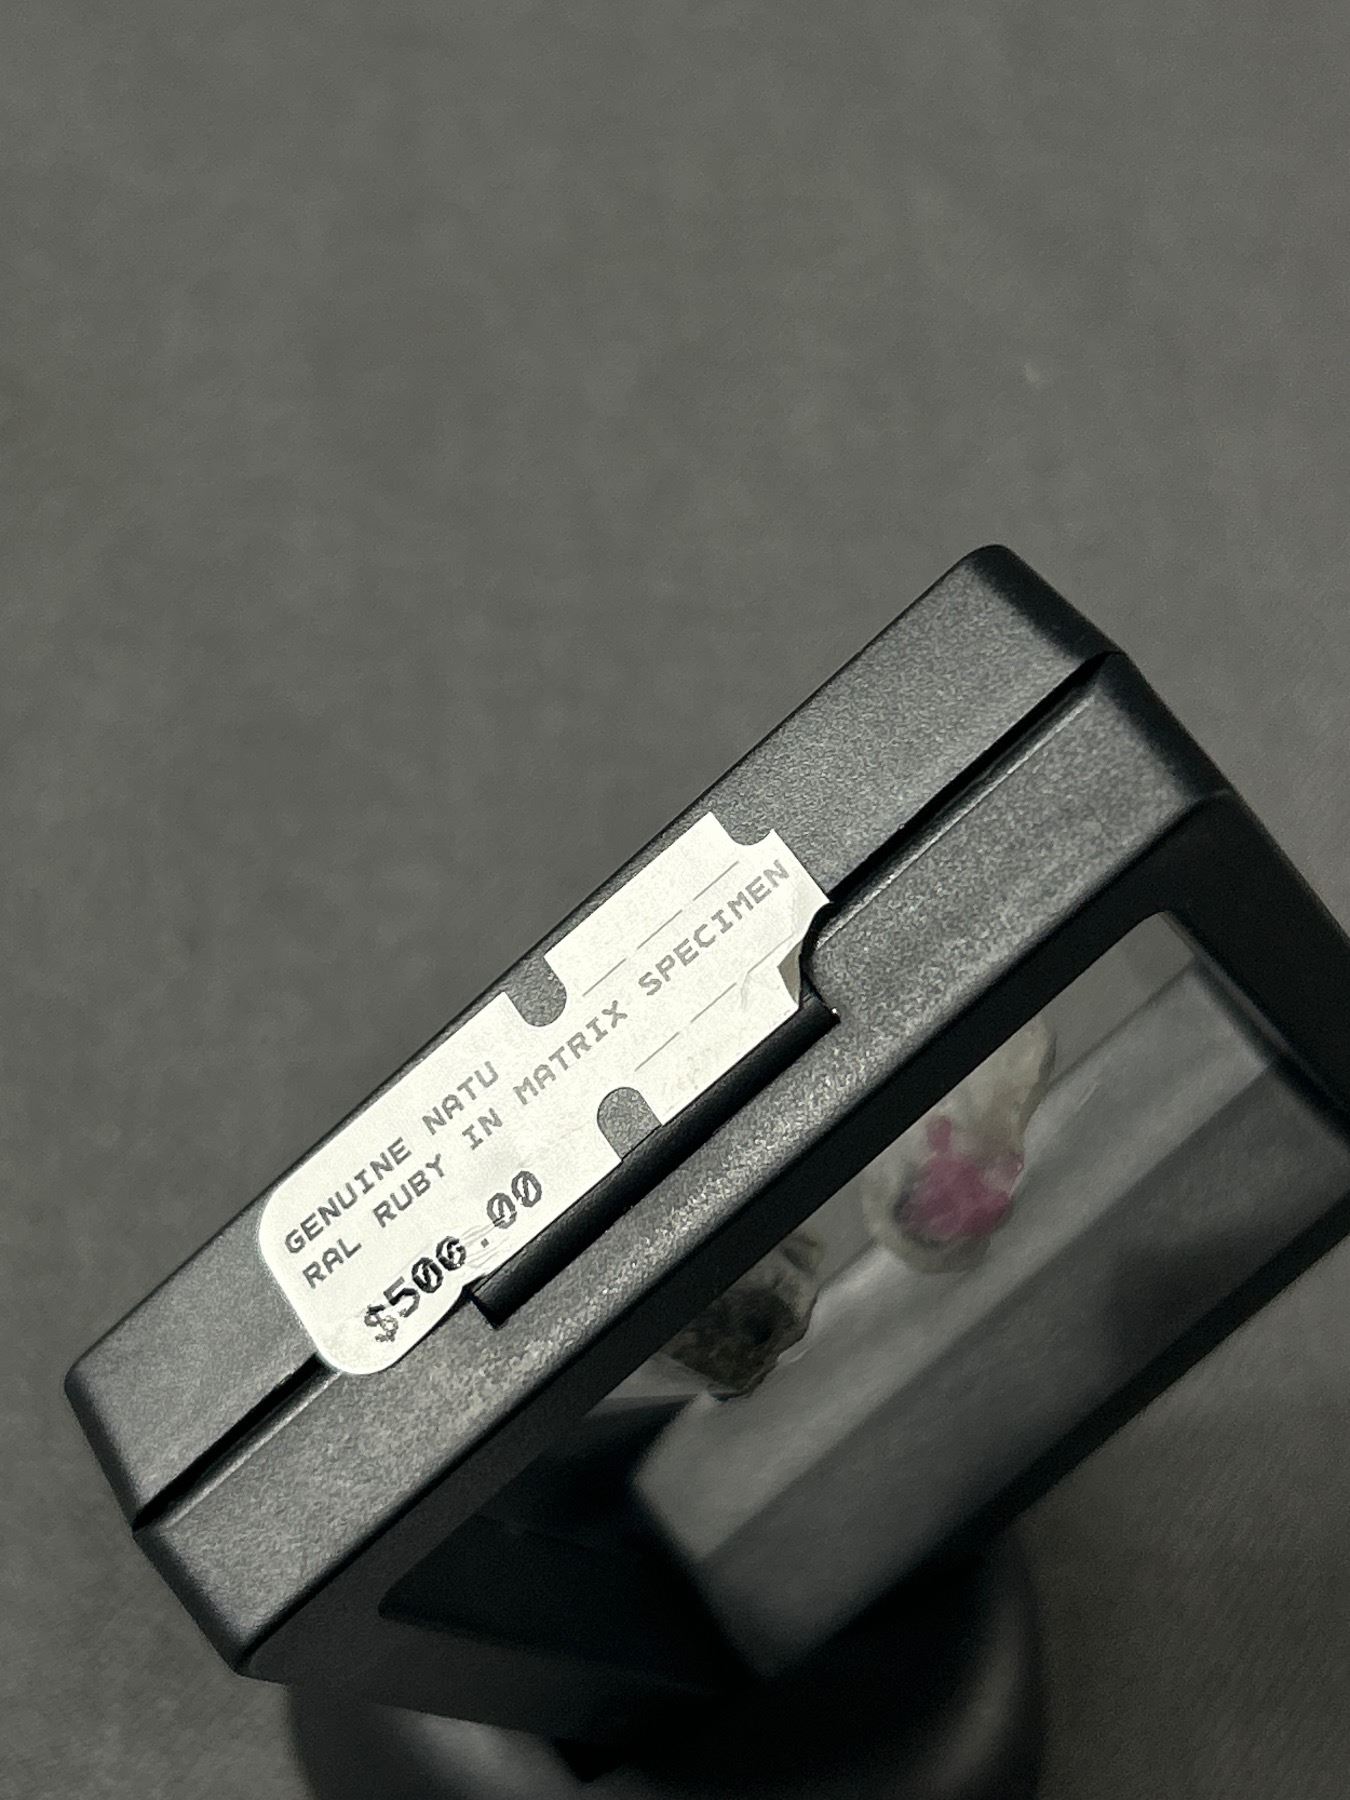 GENUINE NATU
RAL RUBY IN MATRIX SPECIMEN
$500.00